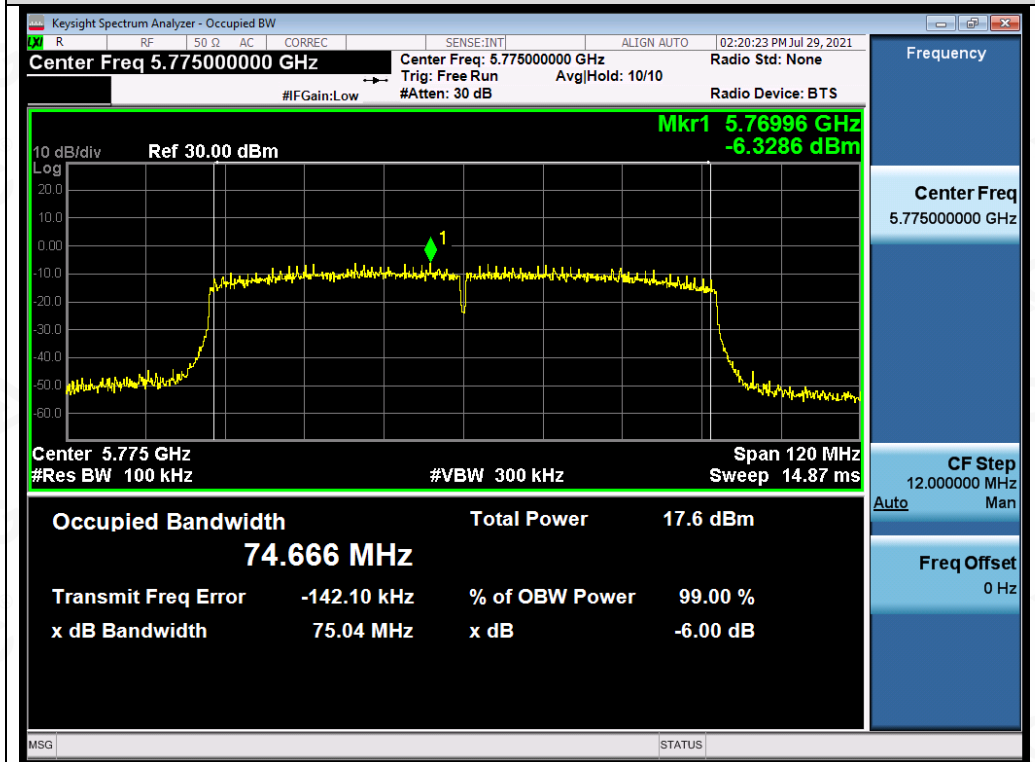 Keysight Spectrum Analyzer - Occupied BW
LXI R RF 50 Ω AC CORREC SENSE:INT ALIGN AUTO 02:20:23 PM Jul 29, 2021
Center Freq 5.775000000 GHz
Center Freq: 5.775000000 GHz Radio Std: None
Trig: Free Run Avg|Hold: 10/10
#IFGain:Low #Atten: 30 dB Radio Device: BTS
Mkr1 5.76996 GHz
-6.3286 dBm
10 dB/div Ref 30.00 dBm
Log
20.0
10.0
0.00
-10.0
-20.0
-30.0
-40.0
-50.0
-60.0
1
Center 5.775 GHz Span 120 MHz
#Res BW 100 kHz #VBW 300 kHz Sweep 14.87 ms
Occupied Bandwidth Total Power 17.6 dBm
74.666 MHz
Transmit Freq Error -142.10 kHz % of OBW Power 99.00 %
x dB Bandwidth 75.04 MHz x dB -6.00 dB
Frequency
Center Freq
5.775000000 GHz
CF Step
12.000000 MHz
Auto Man
Freq Offset
0 Hz
MSG STATUS